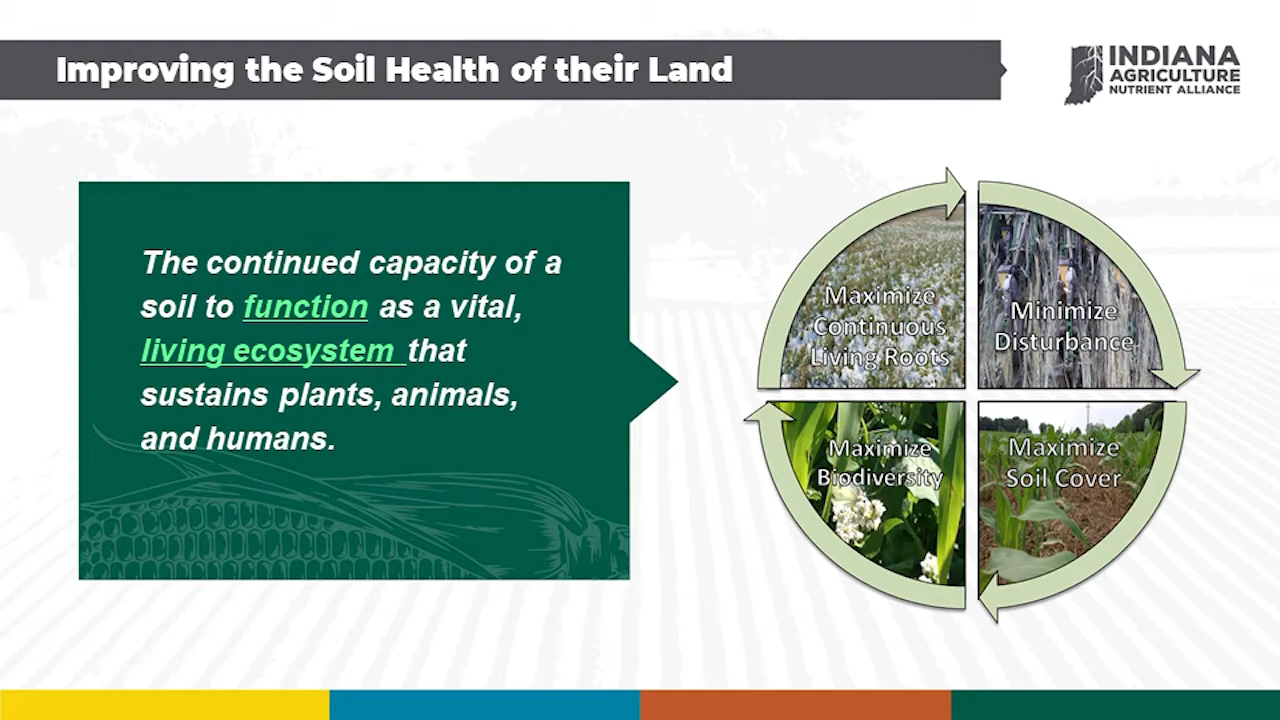 Improving the Soil Health of their Land
INDIANA
AGRICULTURE
NUTRIENT ALLIANCE
The continued capacity of a
soil to function as a vital,
living ecosystem that
sustains plants, animals,
and humans.
Maximize
Continuous
Living Roots
Minimize
Disturbance
Maximize
Biodiversity
Maximize
Soil Cover